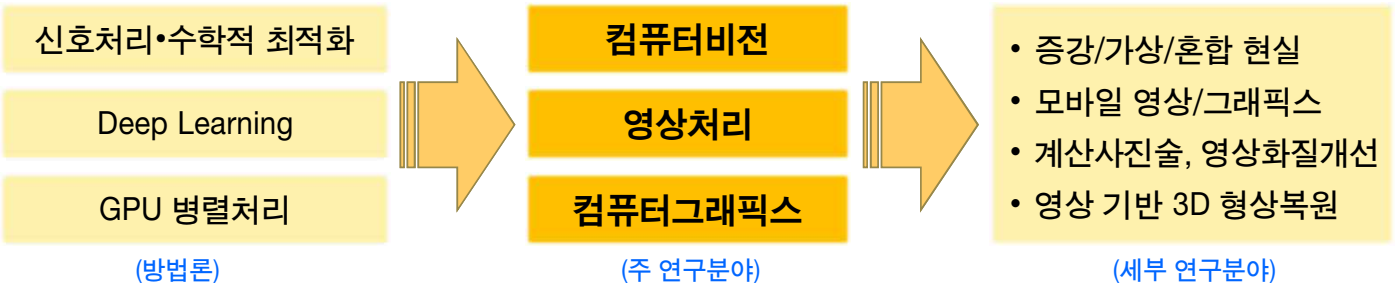 신호처리•수학적 최적화
Deep Learning
GPU 병렬처리
(방법론)
컴퓨터비전
영상처리
컴퓨터그래픽스
(주 연구분야)
• 증강/가상/혼합 현실
• 모바일 영상/그래픽스
• 계산사진술, 영상화질개선
• 영상 기반 3D 형상복원
(세부 연구분야)